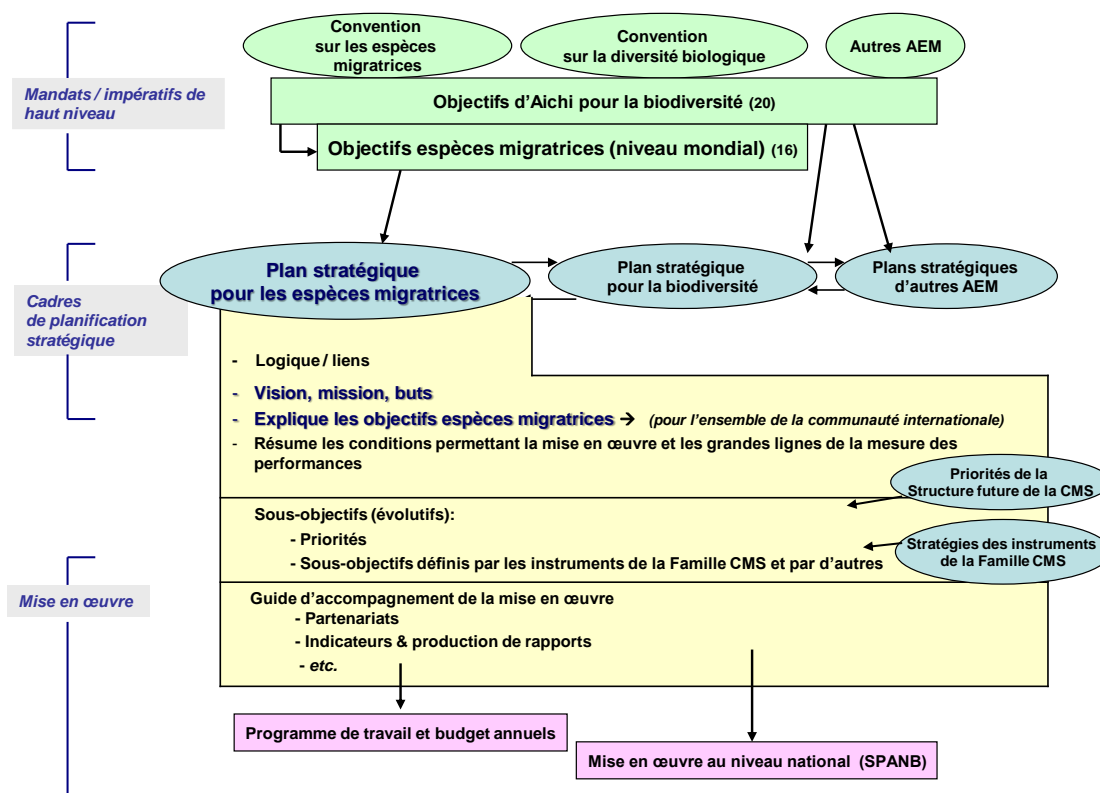 Convention
sur les espèces
migratrices
Convention
sur la diversité biologique
Autres AEM
Mandats / impératifs de
haut niveau
Objectifs d'Aichi pour la biodiversité (20)
Objectifs espèces migratrices (niveau mondial) (16)
Plan stratégique
pour les espèces migratrices
Plan stratégique
pour la biodiversité
Plans stratégiques
d'autres AEM
Cadres
de planification
stratégique
- Logique / liens
- Vision, mission, buts
- Explique les objectifs espèces migratrices → (pour l'ensemble de la communauté internationale)
- Résume les conditions permettant la mise en œuvre et les grandes lignes de la mesure des
performances
Priorités de la
Structure future de la CMS
Sous-objectifs (évolutifs):
- Priorités
- Sous-objectifs définis par les instruments de la Famille CMS et par d'autres
Stratégies des instruments
de la Famille CMS
Mise en œuvre
Guide d'accompagnement de la mise en œuvre
- Partenariats
- Indicateurs & production de rapports
- etc.
Programme de travail et budget annuels
Mise en œuvre au niveau national (SPANB)